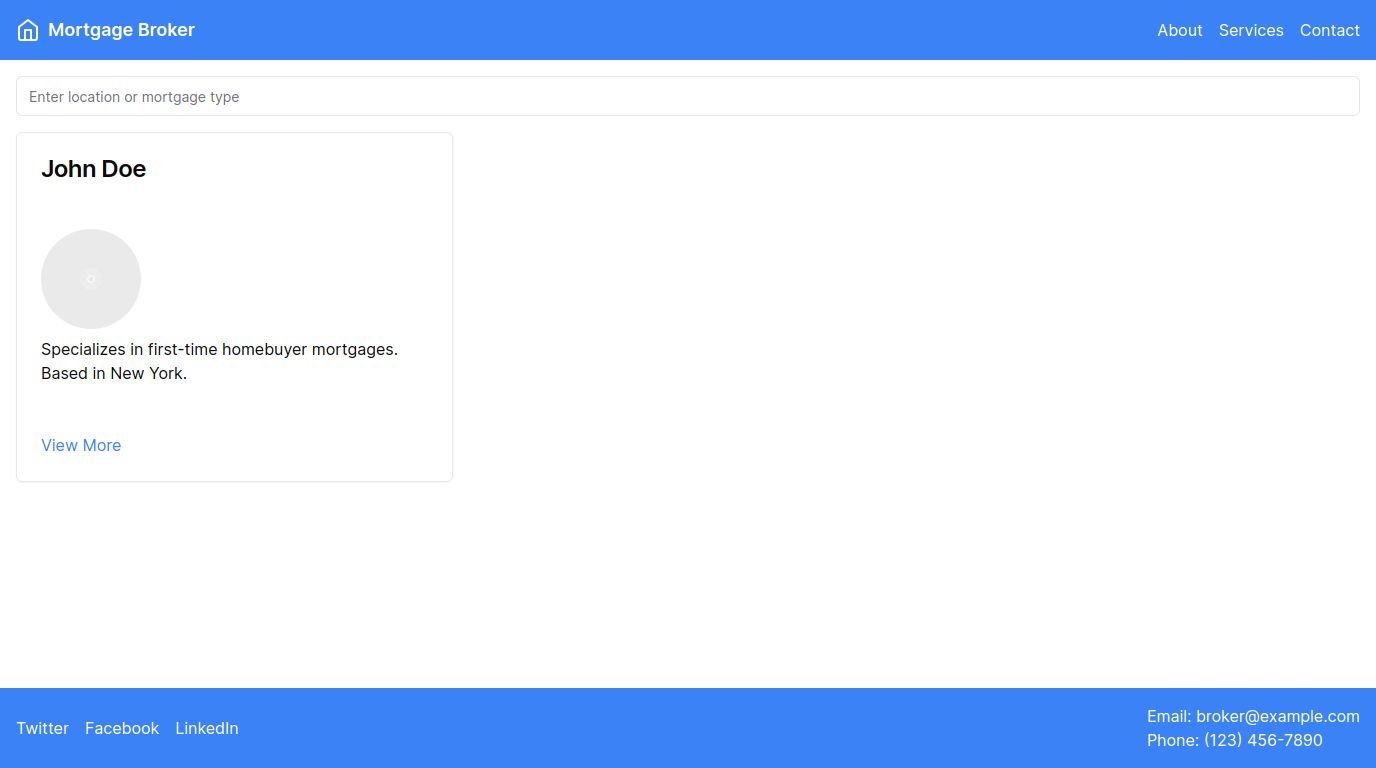 Mortgage Broker
About Services Contact
Enter location or mortgage type
John Doe
Specializes in first-time homebuyer mortgages.
Based in New York.
View More
Twitter Facebook LinkedIn
Email: broker@example.com
Phone: (123) 456-7890